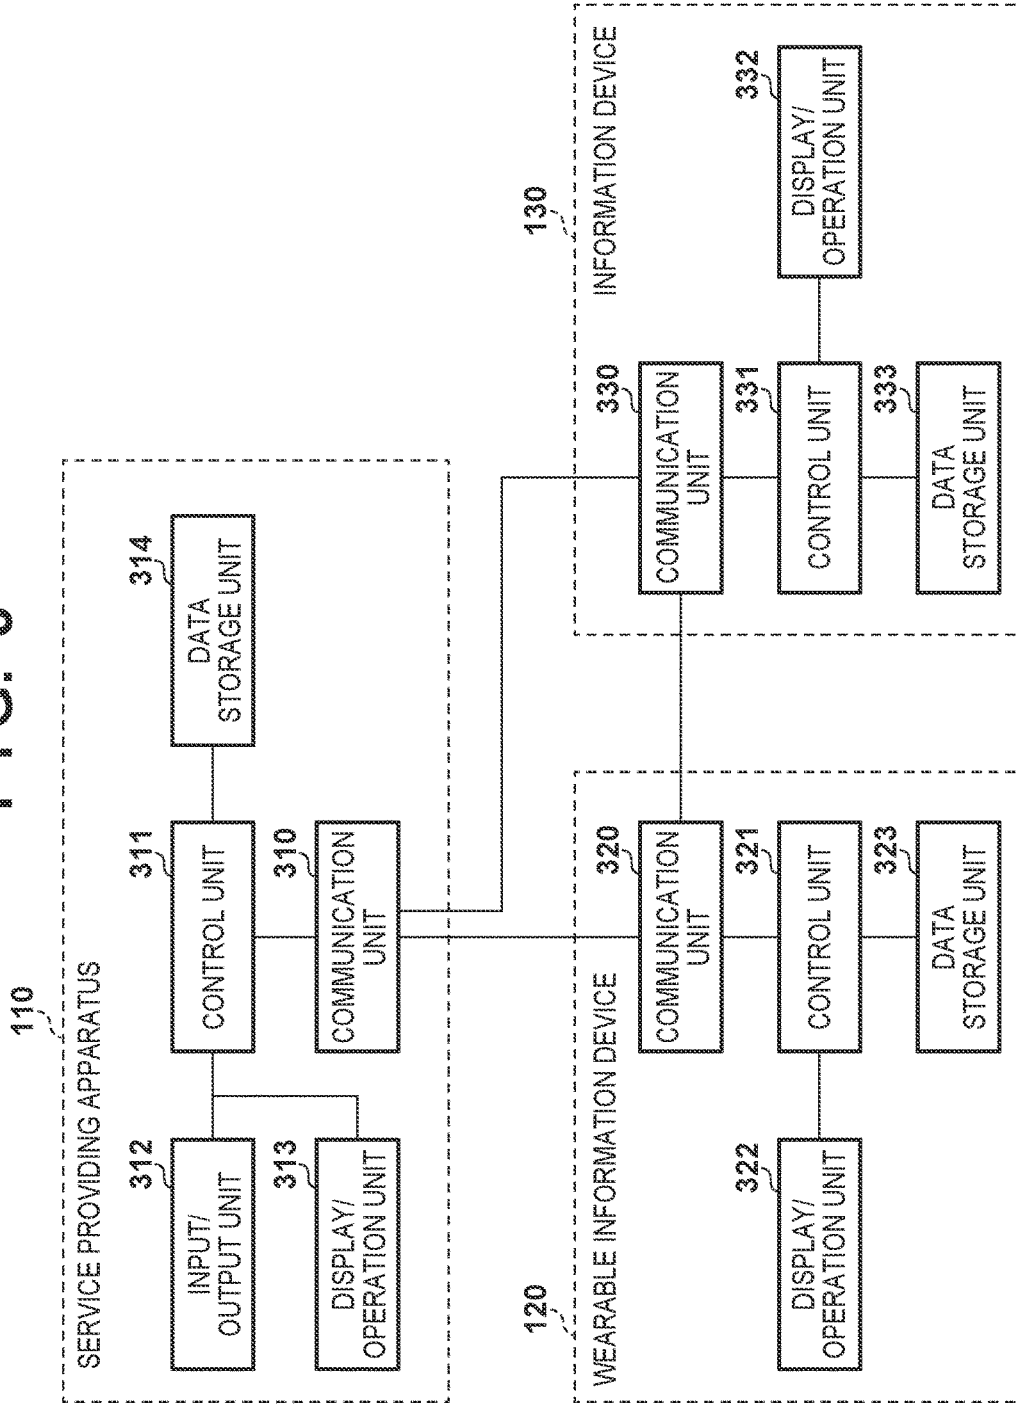 110
SERVICE PROVIDING APPARATUS
312
INPUT/
OUTPUT UNIT
311
CONTROL UNIT
314
DATA
STORAGE UNIT
313
DISPLAY/
OPERATION UNIT
310
COMMUNICATION
UNIT
120
WEARABLE INFORMATION DEVICE
320
COMMUNICATION
UNIT
322
DISPLAY/
OPERATION UNIT
321
CONTROL UNIT
323
DATA
STORAGE UNIT
130
INFORMATION DEVICE
330
COMMUNICATION
UNIT
331
CONTROL UNIT
332
DISPLAY/
OPERATION UNIT
333
DATA
STORAGE UNIT